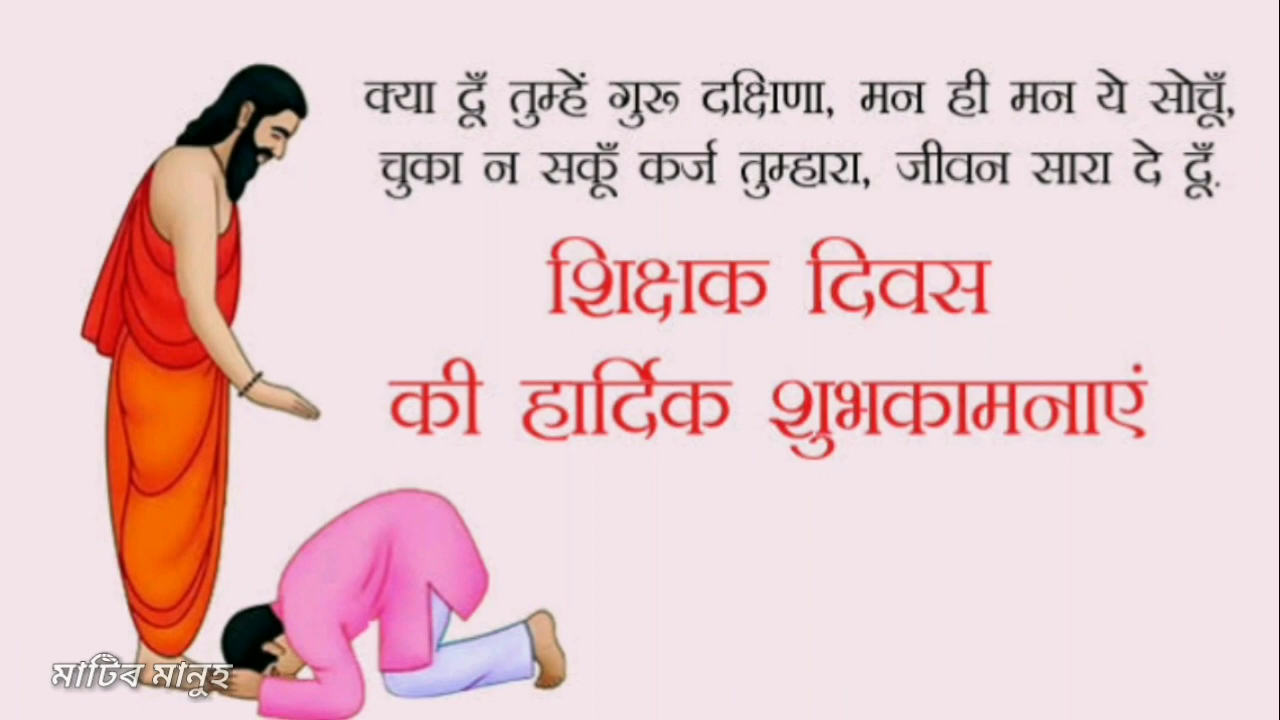 क्या दूँ तुम्हें गुरु दक्षिणा, मन ही मन ये सोचूँ,
चुका न सकूँ कर्ज तुम्हारा, जीवन सारा दे दूँ.
शिक्षक दिवस
की हार्दिक शुभकामनाएं
মাটিৰ মানুহ